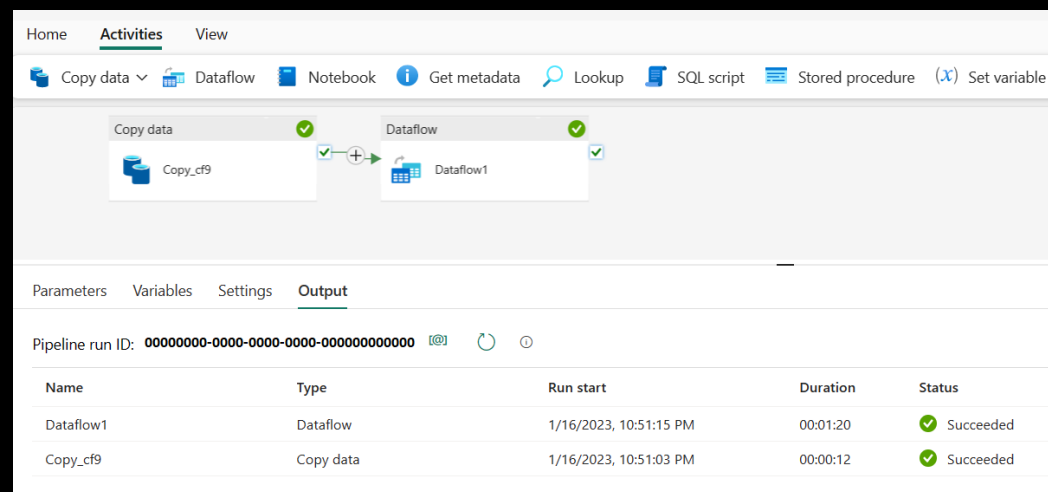 Home Activities View
Copy data Dataflow Notebook Get metadata Lookup SQL script Stored procedure (x) Set variable
Copy data Dataflow
Copy_cf9 Dataflow1
Parameters Variables Settings Output
Pipeline run ID: 00000000-0000-0000-0000-000000000000 [@]
Name Type Run start Duration Status
Dataflow1 Dataflow 1/16/2023, 10:51:15 PM 00:01:20 Succeeded
Copy_cf9 Copy data 1/16/2023, 10:51:03 PM 00:00:12 Succeeded